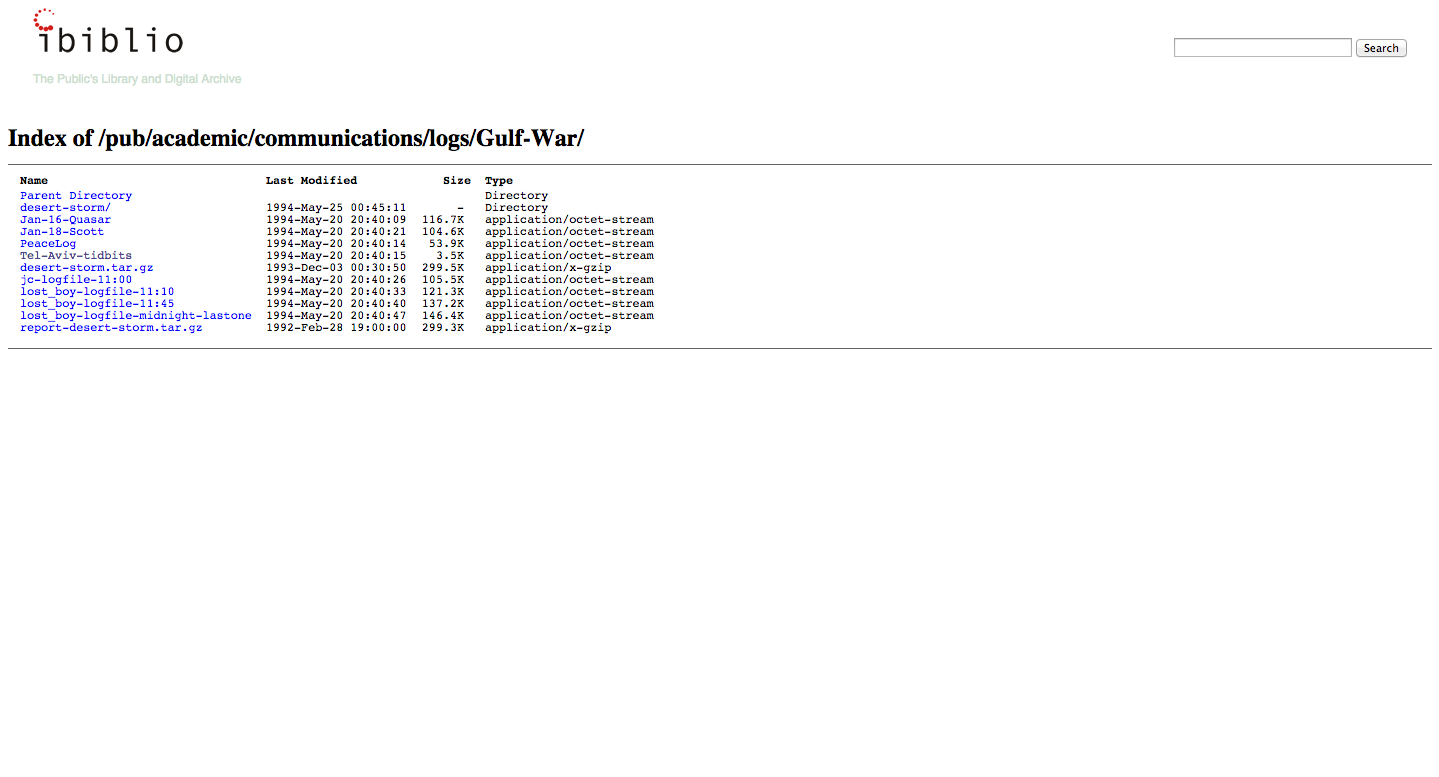 ibiblio
The Public's Library and Digital Archive
Search
Index of /pub/academic/communications/logs/Gulf-War/
Name Last Modified Size Type
Parent Directory Directory
desert-storm/ 1994-May-25 00:45:11 - Directory
Jan-16-Quasar 1994-May-20 20:40:09 116.7K application/octet-stream
Jan-18-Scott 1994-May-20 20:40:21 104.6K application/octet-stream
PeaceLog 1994-May-20 20:40:14 53.9K application/octet-stream
Tel-Aviv-tidbits 1994-May-20 20:40:15 3.5K application/octet-stream
desert-storm.tar.gz 1993-Dec-03 00:30:50 299.5K application/x-gzip
jc-logfile-11:00 1994-May-20 20:40:26 105.5K application/octet-stream
lost_boy-logfile-11:10 1994-May-20 20:40:33 121.3K application/octet-stream
lost_boy-logfile-11:45 1994-May-20 20:40:40 137.2K application/octet-stream
lost_boy-logfile-midnight-lastone 1994-May-20 20:40:47 146.4K application/octet-stream
report-desert-storm.tar.gz 1992-Feb-28 19:00:00 299.3K application/x-gzip